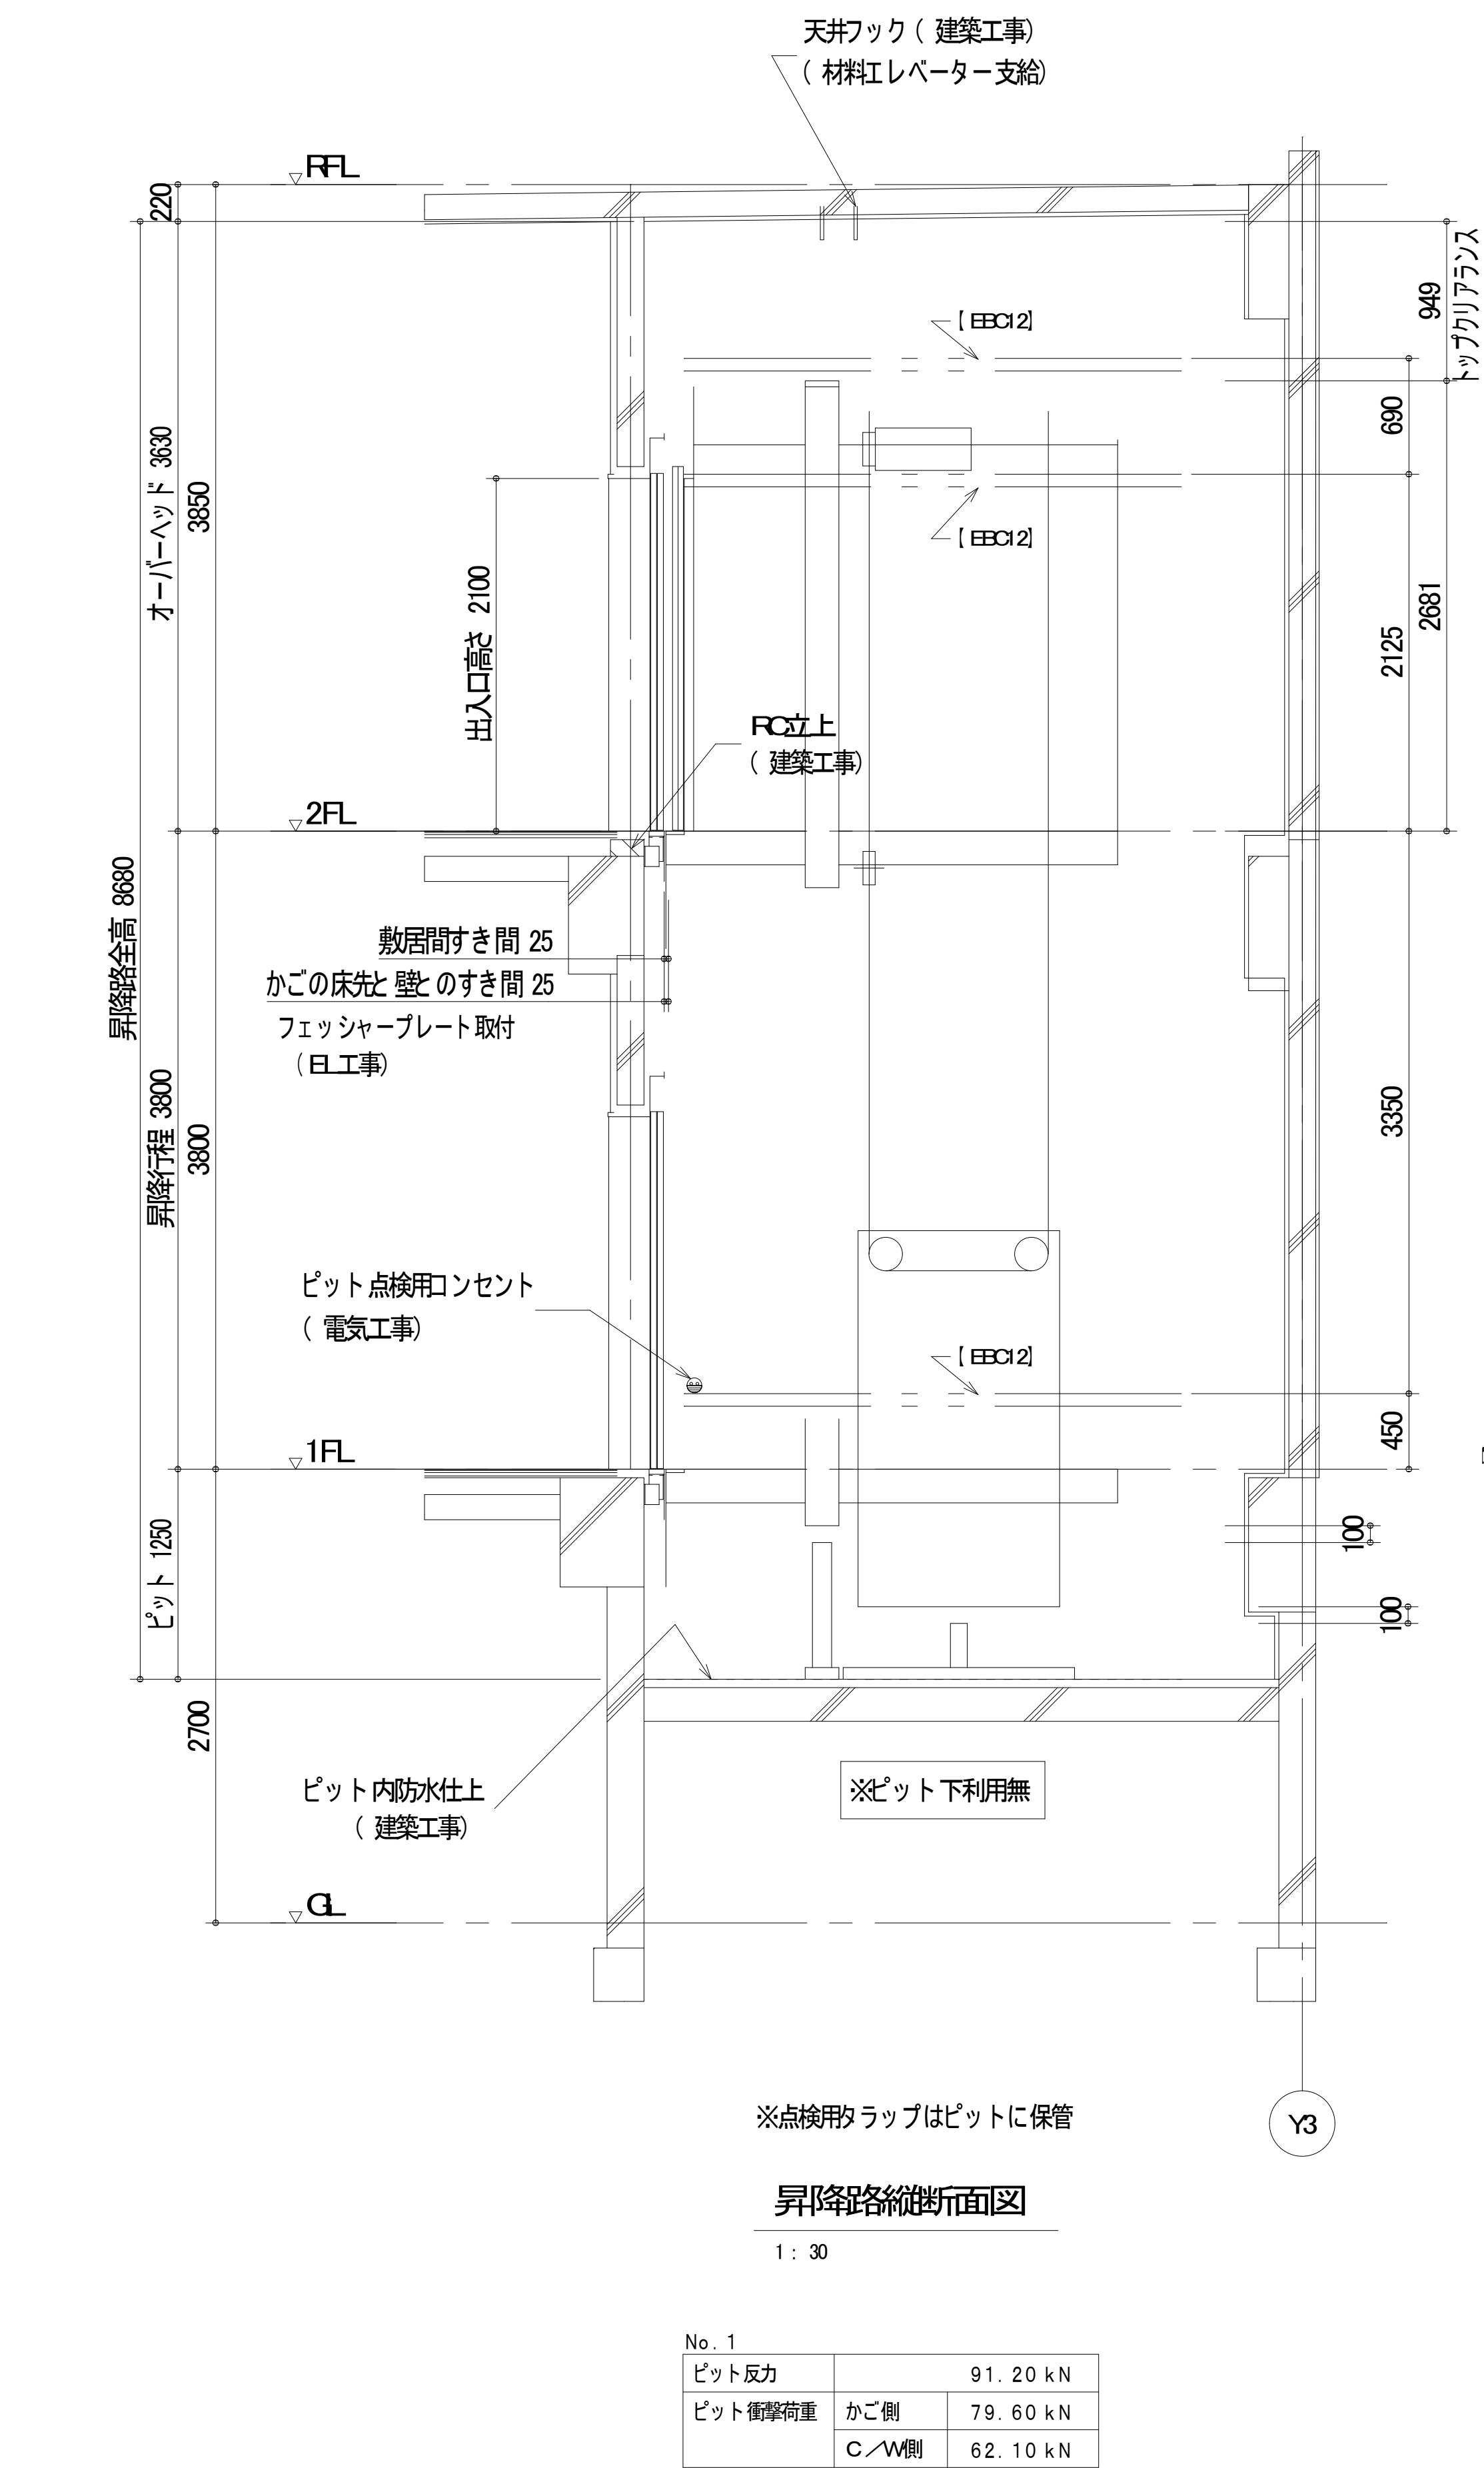 天井フック（建築工事）
（材料エレベーター支給）
RFL
220
949
トップクリアランス
【EBC12】
690
オーバーヘッド 3630
3850
【EBC12】
出入口高さ 2100
2125
2681
RC立上
（建築工事）
2FL
昇降路全高 8680
敷居間すき間 25
かごの床先と壁とのすき間 25
フェッシャープレート取付
（EL工事）
昇降行程 3800
3800
3350
ピット点検用コンセント
（電気工事）
【EBC12】
450
1FL
ピット 1250
100
100
2700
ピット内防水仕上
（建築工事）
※ピット下利用無
GL
※点検用タラップはピットに保管
Y3
昇降路縦断面図
1：30
No.1
ピット反力 91.20kN
ピット衝撃荷重 かご側 79.60kN
C／W側 62.10kN